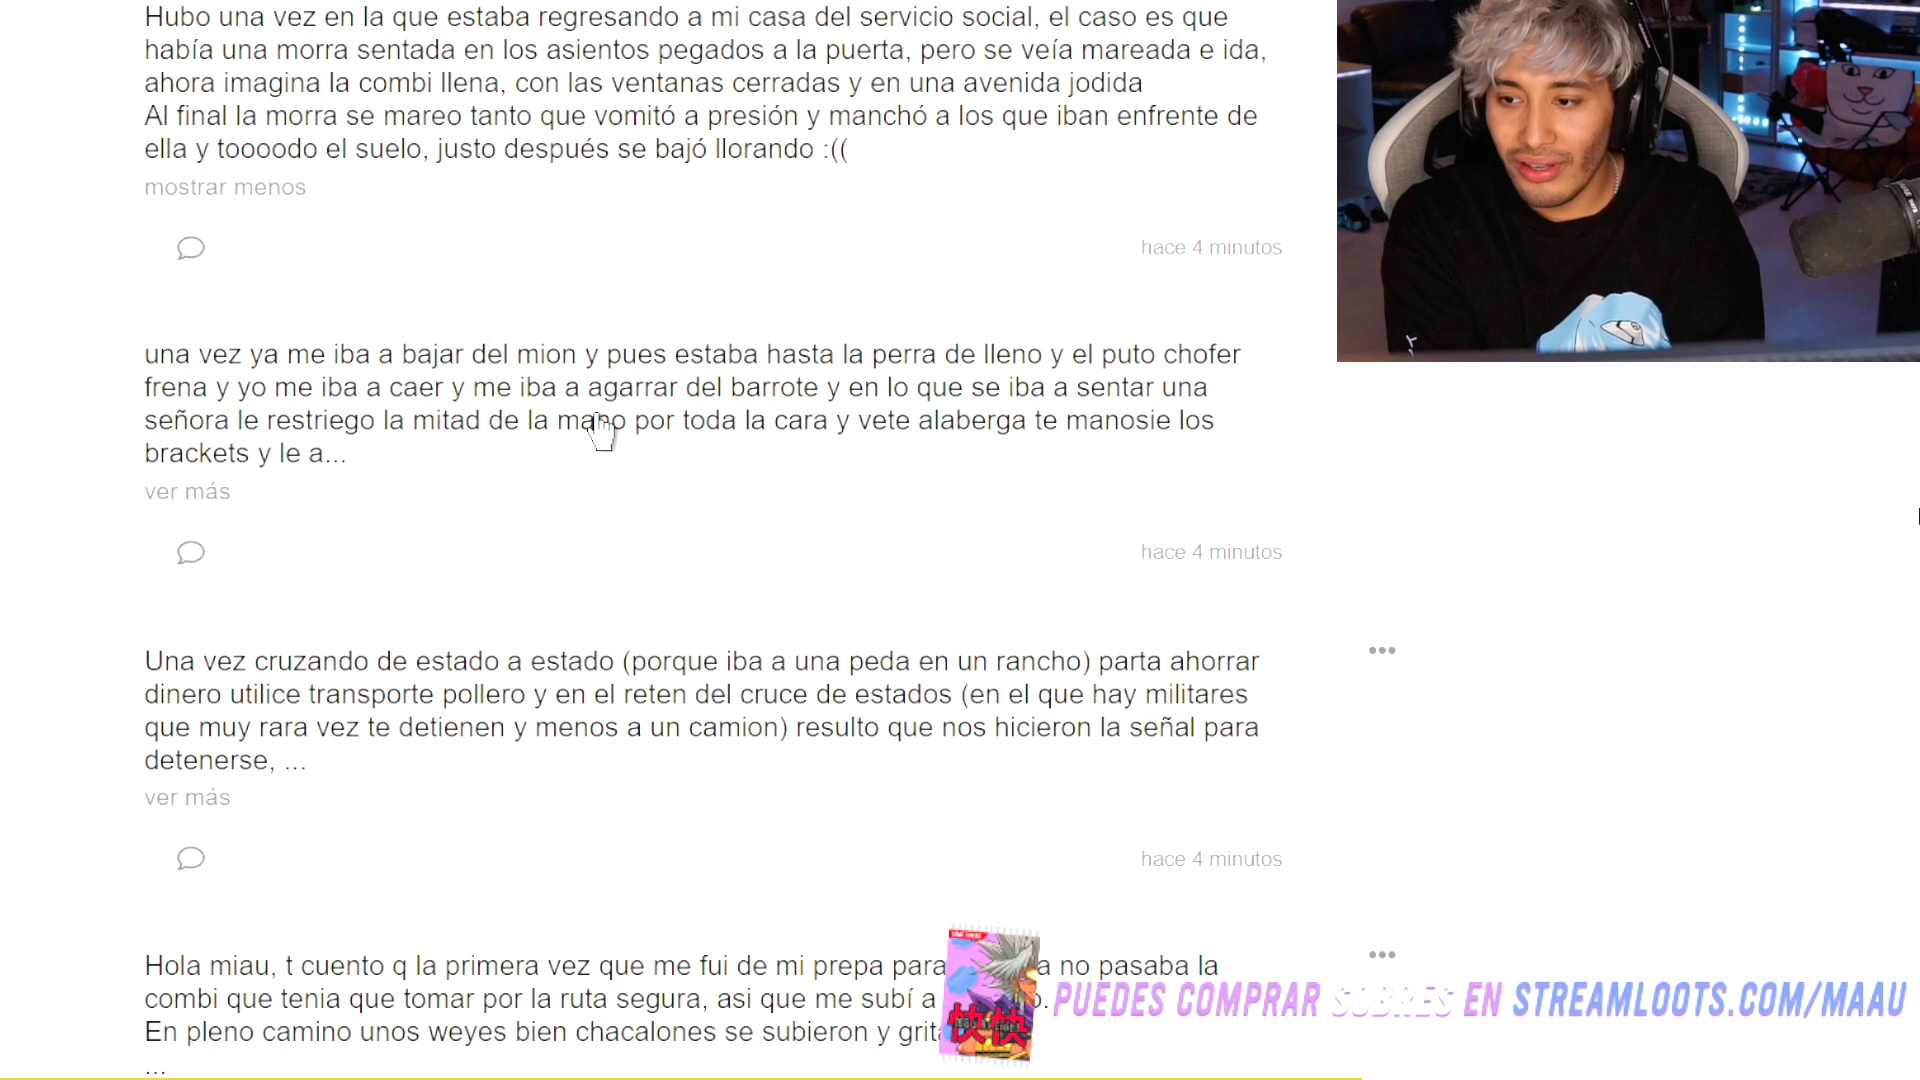 Hubo una vez en la que estaba regresando a mi casa del servicio social, el caso es que
había una morra sentada en los asientos pegados a la puerta, pero se veía mareada e ida,
ahora imagina la combi llena, con las ventanas cerradas y en una avenida jodida
Al final la morra se mareo tanto que vomitó a presión y manchó a los que iban enfrente de
ella y toooodo el suelo, justo después se bajó llorando :((
mostrar menos
hace 4 minutos
una vez ya me iba a bajar del mion y pues estaba hasta la perra de lleno y el puto chofer
frena y yo me iba a caer y me iba a agarrar del barrote y en lo que se iba a sentar una
señora le restriego la mitad de la mano por toda la cara y vete alaberga te manosie los
brackets y le a...
ver más
hace 4 minutos
Una vez cruzando de estado a estado (porque iba a una peda en un rancho) parta ahorrar
dinero utilice transporte pollero y en el reten del cruce de estados (en el que hay militares
que muy rara vez te detienen y menos a un camion) resulto que nos hicieron la señal para
detenerse, ...
ver más
hace 4 minutos
Hola miau, t cuento q la primera vez que me fui de mi prepa para a no pasaba la
combi que tenia que tomar por la ruta segura, asi que me subí a o.
En pleno camino unos weyes bien chacalones se subieron y grita
...
PUEDES COMPRAR SOBRES EN STREAMLOOTS.COM/MAAU